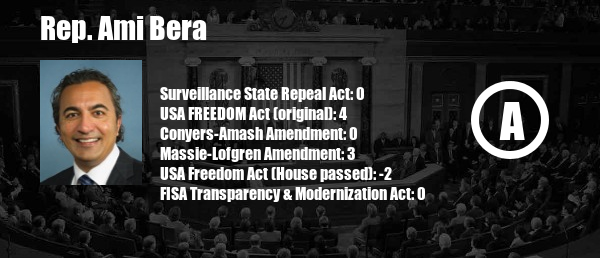 Rep. Ami Bera
Surveillance State Repeal Act: 0
USA FREEDOM Act (original): 4
Conyers-Amash Amendment: 0
Massie-Lofgren Amendment: 3
USA Freedom Act (House passed): -2
FISA Transparency & Modernization Act: 0
A